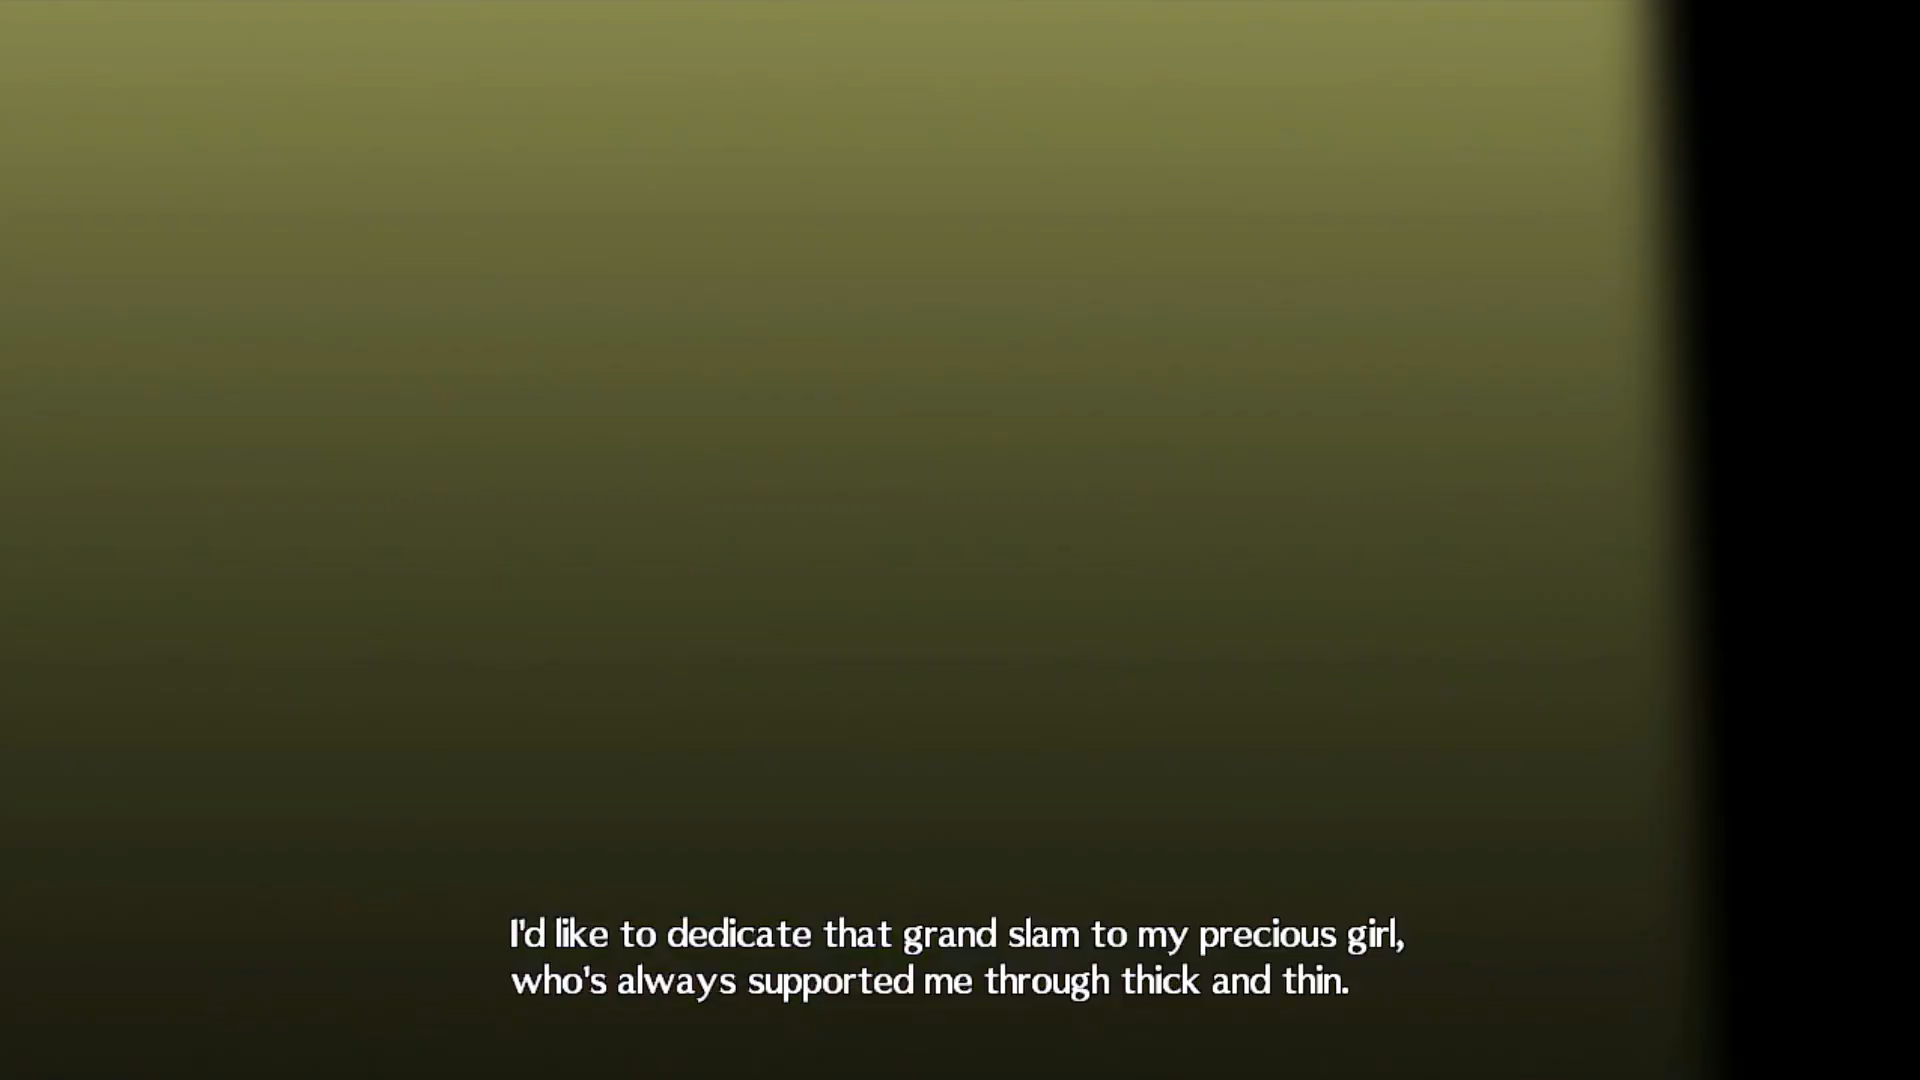 I'd like to dedicate that grand slam to my precious girl,
who's always supported me through thick and thin.